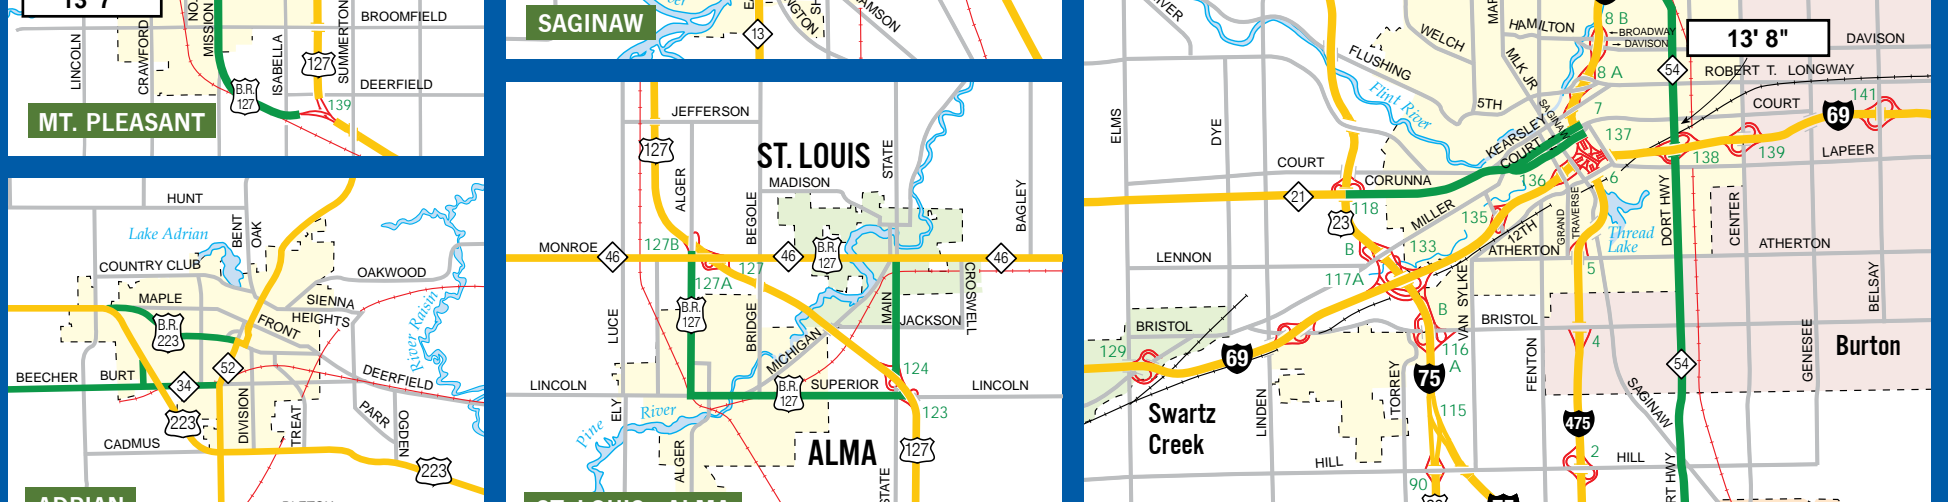 13' 7"
LINCOLN
CRAWFORD
NO.
MISSION
B.R.
127
ISABELLA
127
SUMMERTON
BROOMFIELD
DEERFIELD
139
MT. PLEASANT
HUNT
Lake Adrian
BENT
OAK
COUNTRY CLUB
OAKWOOD
MAPLE
SIENNA
HEIGHTS
FRONT
B.R.
223
52
River Raisin
BEECHER
BURT
34
DEERFIELD
223
DIVISION
TREAT
PARR
OGDEN
CADMUS
223
ADRIAN
SAGINAW
13
JEFFERSON
127
ST. LOUIS
STATE
MADISON
ALGER
BEGOLE
BAGLEY
MONROE
46
127B
127A
127
46
B.R.
127
46
CROSWELL
LUCE
B.R.
127
BRIDGE
MAIN
JACKSON
MICHIGAN
124
LINCOLN
B.R.
127
SUPERIOR
LINCOLN
ELY
River
Pine
123
ALGER
ALMA
127
STATE
ST. LOUIS - ALMA
RIVER
WELCH
FLUSHING
HAMILTON
8 B
BROADWAY
DAVISON
13' 8"
DAVISON
MLK JR
8 A
54
ROBERT T. LONGWAY
Flint River
5TH
SAGINAW
7
COURT
69
141
ELMS
DYE
KEARSLEY
COURT
137
138
139
LAPEER
COURT
CORUNNA
136
6
21
118
23
MILLER
135
12TH
GRAND
TRAVERSE
Thread
Lake
DORT HWY
CENTER
B
133
ATHERTON
ATHERTON
LENNON
117A
5
BELSAY
B
VAN SLYKE
BRISTOL
BRISTOL
129
69
116
A
FENTON
4
Burton
GENESEE
54
75
TORREY
115
SAGINAW
Swartz
Creek
LINDEN
475
2
HILL
HILL
90